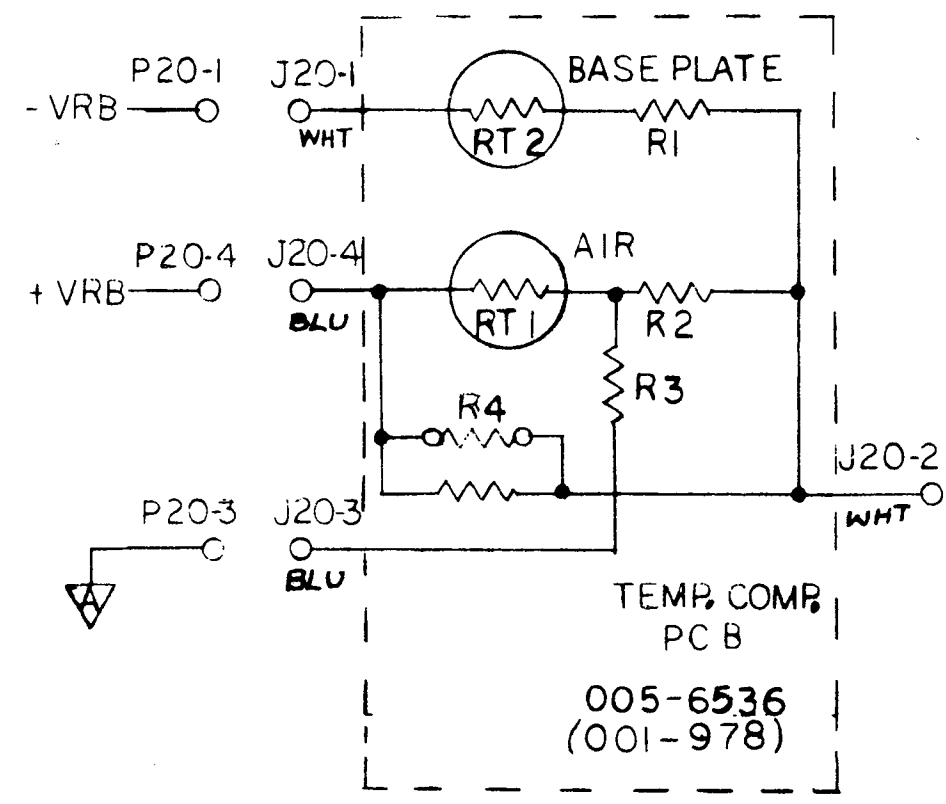 P20-1 J20-1 BASE PLATE
- VRB
WHT RT2 R1
P20-4 J20-4 AIR
+ VRB
BLU RT1 R2
R3
R4
J20-2
P20-3 J20-3 WHT
BLU
A
TEMP. COMP.
PCB
005-6536
(001-978)